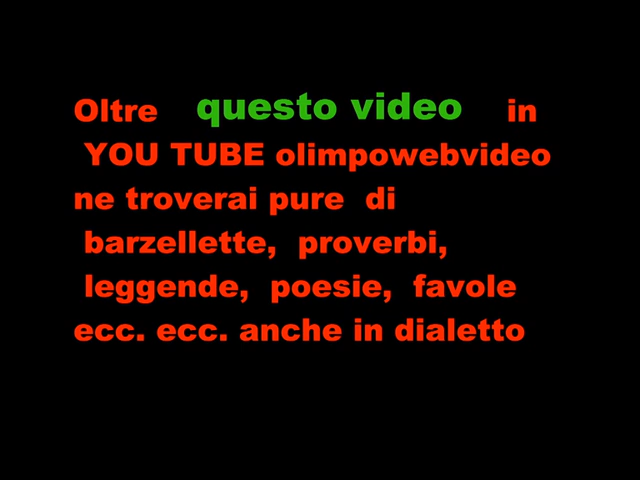 Oltre questo video in
YOU TUBE olimpowebvideo
ne troverai pure di
barzellette, proverbi,
leggende, poesie, favole
ecc. ecc. anche in dialetto